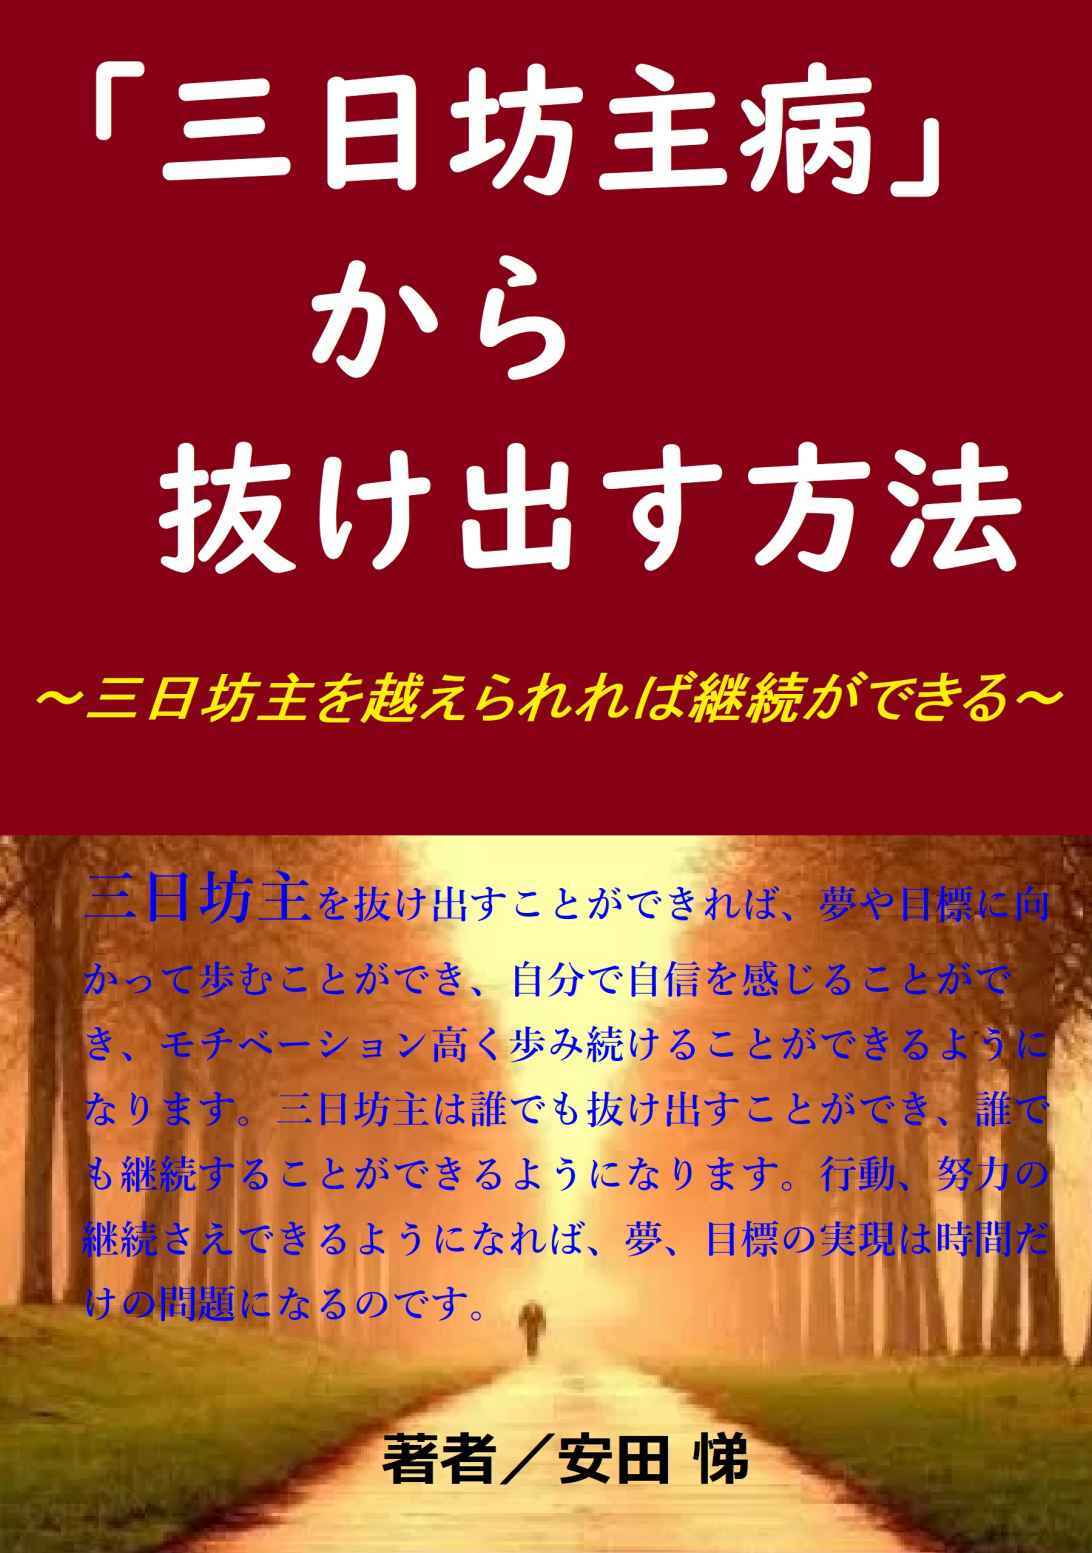 「三日坊主病」
から
抜け出す方法
～三日坊主を越えられれば継続ができる～
三日坊主を抜け出すことができれば、夢や目標に向
かって歩むことができ、自分で自信を感じることがで
き、モチベーション高く歩み続けることができるように
なります。三日坊主は誰でも抜け出すことができ、誰で
も継続することができるようになります。行動、努力の
継続さえできるようになれば、夢、目標の実現は時間だ
けの問題になるのです。
著者／安田 悌